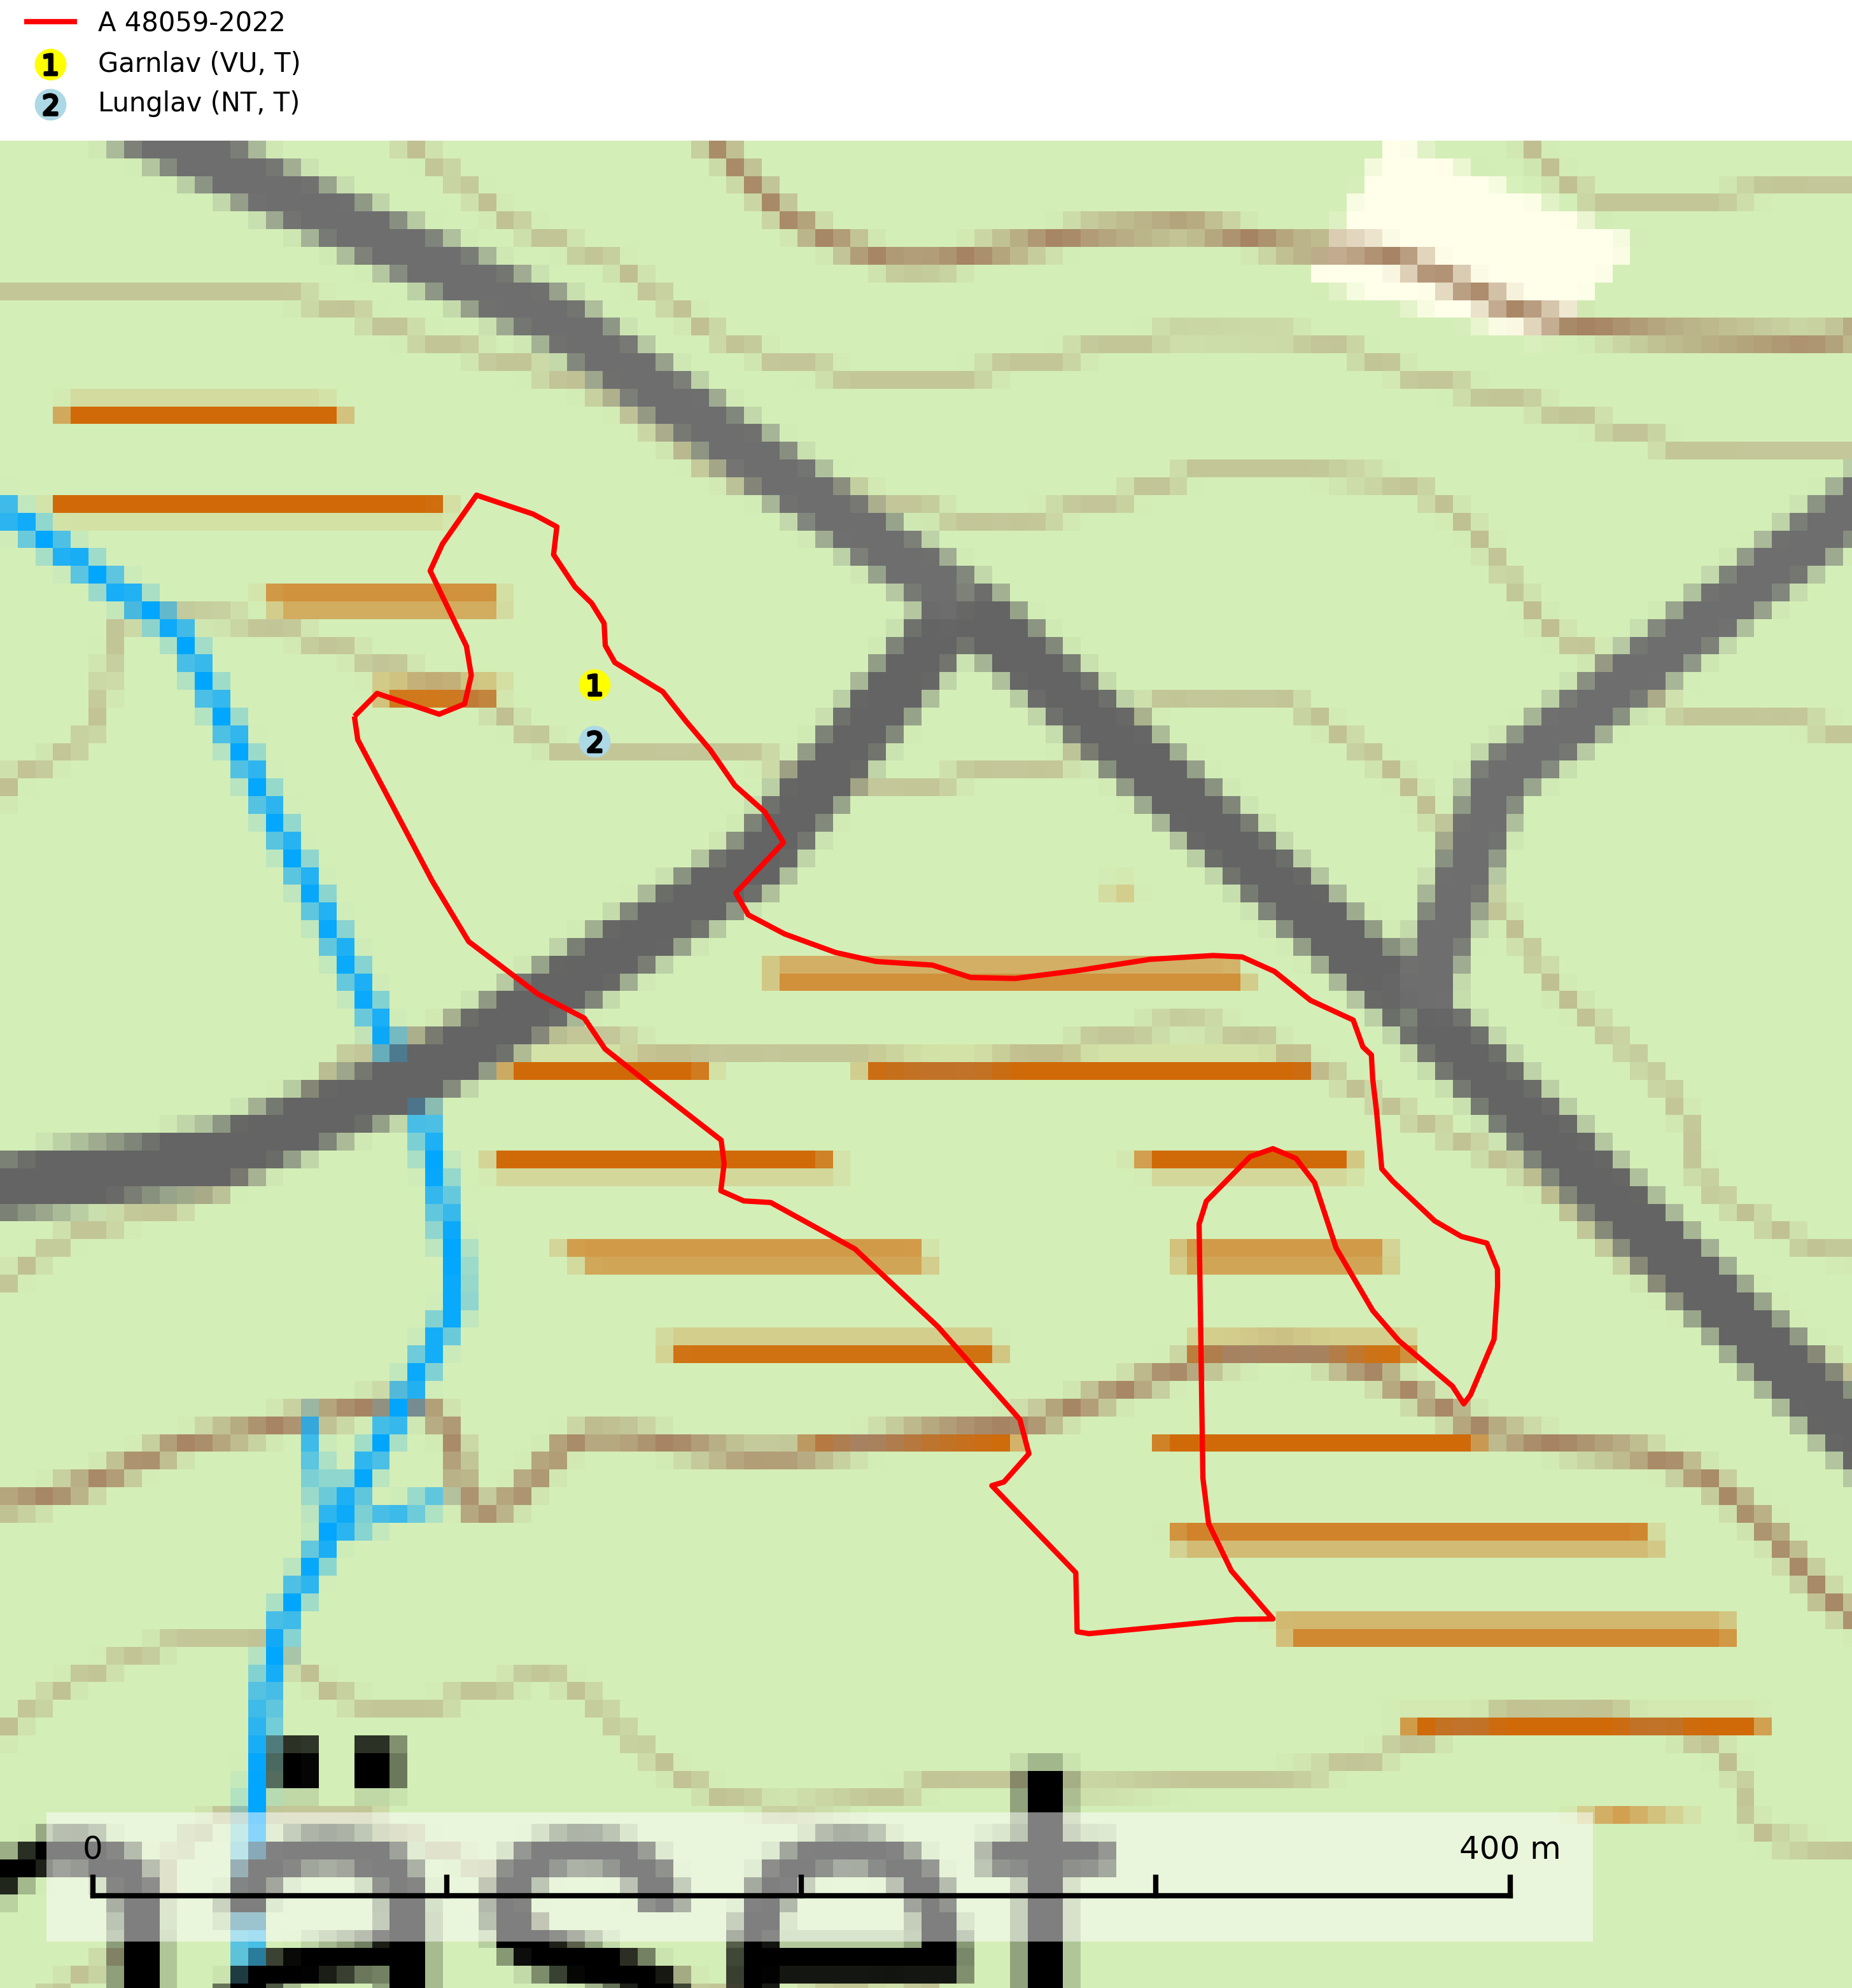 A 48059-2022
1 Garnlav (VU, T)
2 Lunglav (NT, T)
1
2
0 400 m